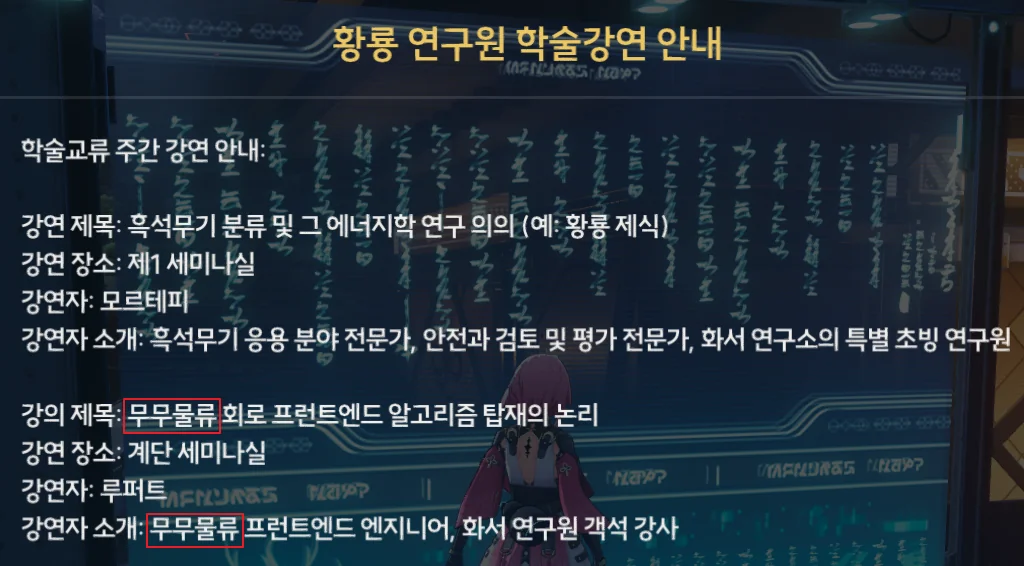 황룡 연구원 학술강연 안내
학술교류 주간 강연 안내:
강연 제목: 흑석무기 분류 및 그 에너지학 연구 의의 (예: 황룡 제식)
강연 장소: 제1 세미나실
강연자: 모르테피
강연자 소개: 흑석무기 응용 분야 전문가, 안전과 검토 및 평가 전문가, 화서 연구소의 특별 초빙 연구원
강의 제목: 무무물류 회로 프런트엔드 알고리즘 탑재의 논리
강연 장소: 계단 세미나실
강연자: 루퍼트
강연자 소개: 무무물류 프런트엔드 엔지니어, 화서 연구원 객석 강사